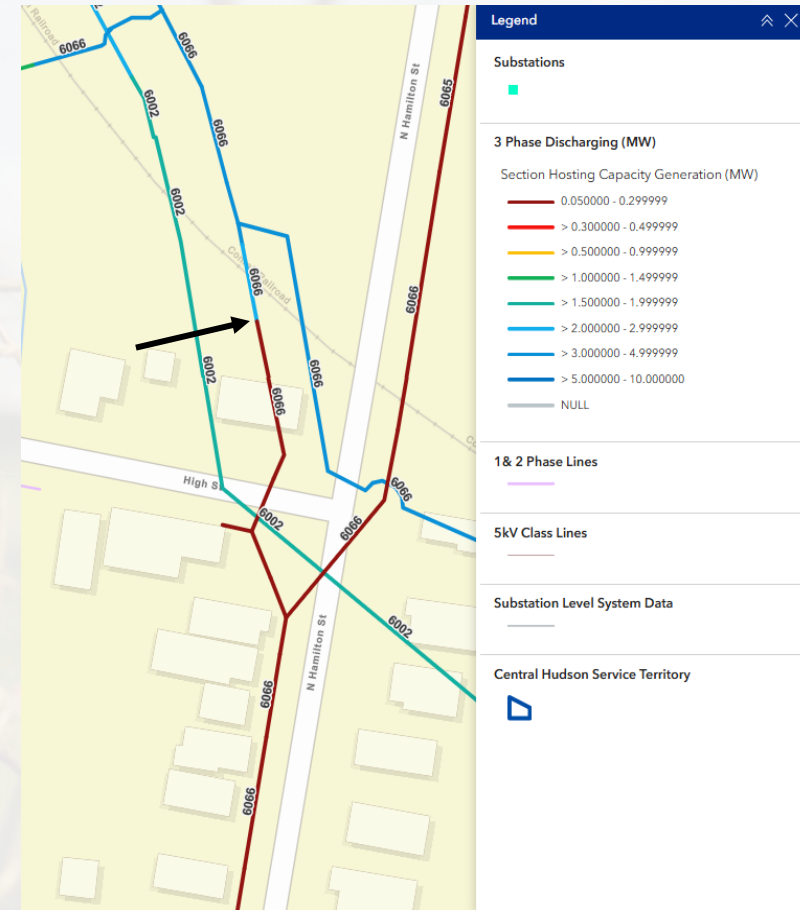 Legend
Substations
3 Phase Discharging (MW)
Section Hosting Capacity Generation (MW)
0.050000 - 0.299999
> 0.300000 - 0.499999
> 0.500000 - 0.999999
> 1.000000 - 1.499999
> 1.500000 - 1.999999
> 2.000000 - 2.999999
> 3.000000 - 4.999999
> 5.000000 - 10.000000
NULL
1& 2 Phase Lines
5kV Class Lines
Substation Level System Data
Central Hudson Service Territory
Railroad
6066
6066
6002
6066
6002
N Hamilton St
6065
Railroad
6066
6066
6002
6066
6066
High S
6002
6066
6066
6002
N Hamilton St
6066
6066